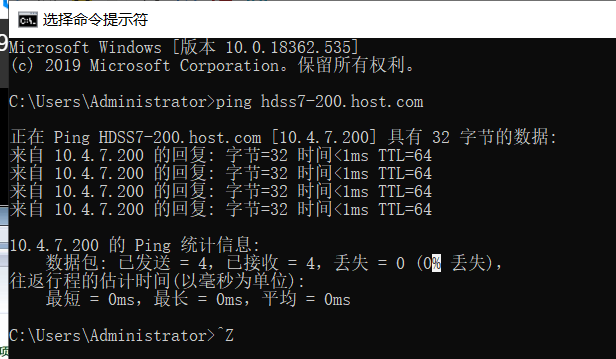 选择命令提示符
Microsoft Windows [版本 10.0.18362.535]
(c) 2019 Microsoft Corporation。保留所有权利。
C:\Users\Administrator>ping hdss7-200.host.com
正在 Ping HDSS7-200.host.com [10.4.7.200] 具有 32 字节的数据:
来自 10.4.7.200 的回复: 字节=32 时间<1ms TTL=64
来自 10.4.7.200 的回复: 字节=32 时间<1ms TTL=64
来自 10.4.7.200 的回复: 字节=32 时间<1ms TTL=64
来自 10.4.7.200 的回复: 字节=32 时间<1ms TTL=64
10.4.7.200 的 Ping 统计信息:
数据包: 已发送 = 4，已接收 = 4，丢失 = 0 (0% 丢失)，
往返行程的估计时间(以毫秒为单位):
最短 = 0ms，最长 = 0ms，平均 = 0ms
C:\Users\Administrator>^Z